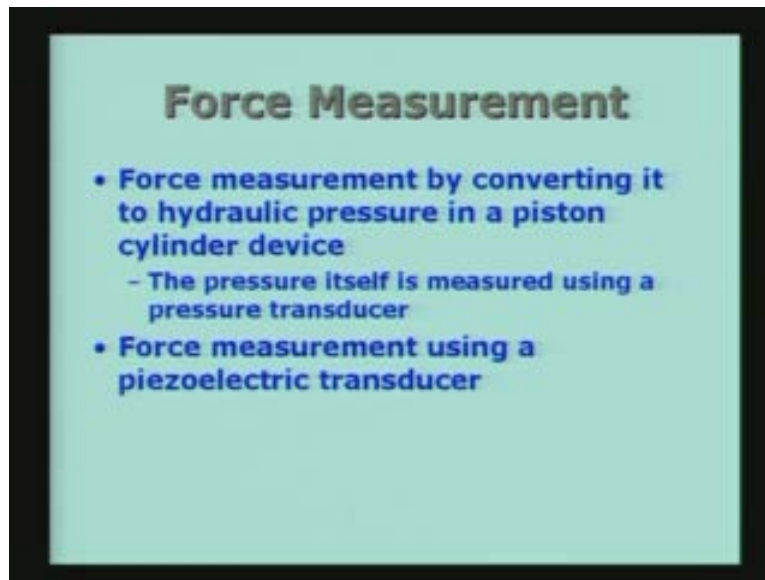 Force Measurement
• Force measurement by converting it
to hydraulic pressure in a piston
cylinder device
– The pressure itself is measured using a
pressure transducer
• Force measurement using a
piezoelectric transducer